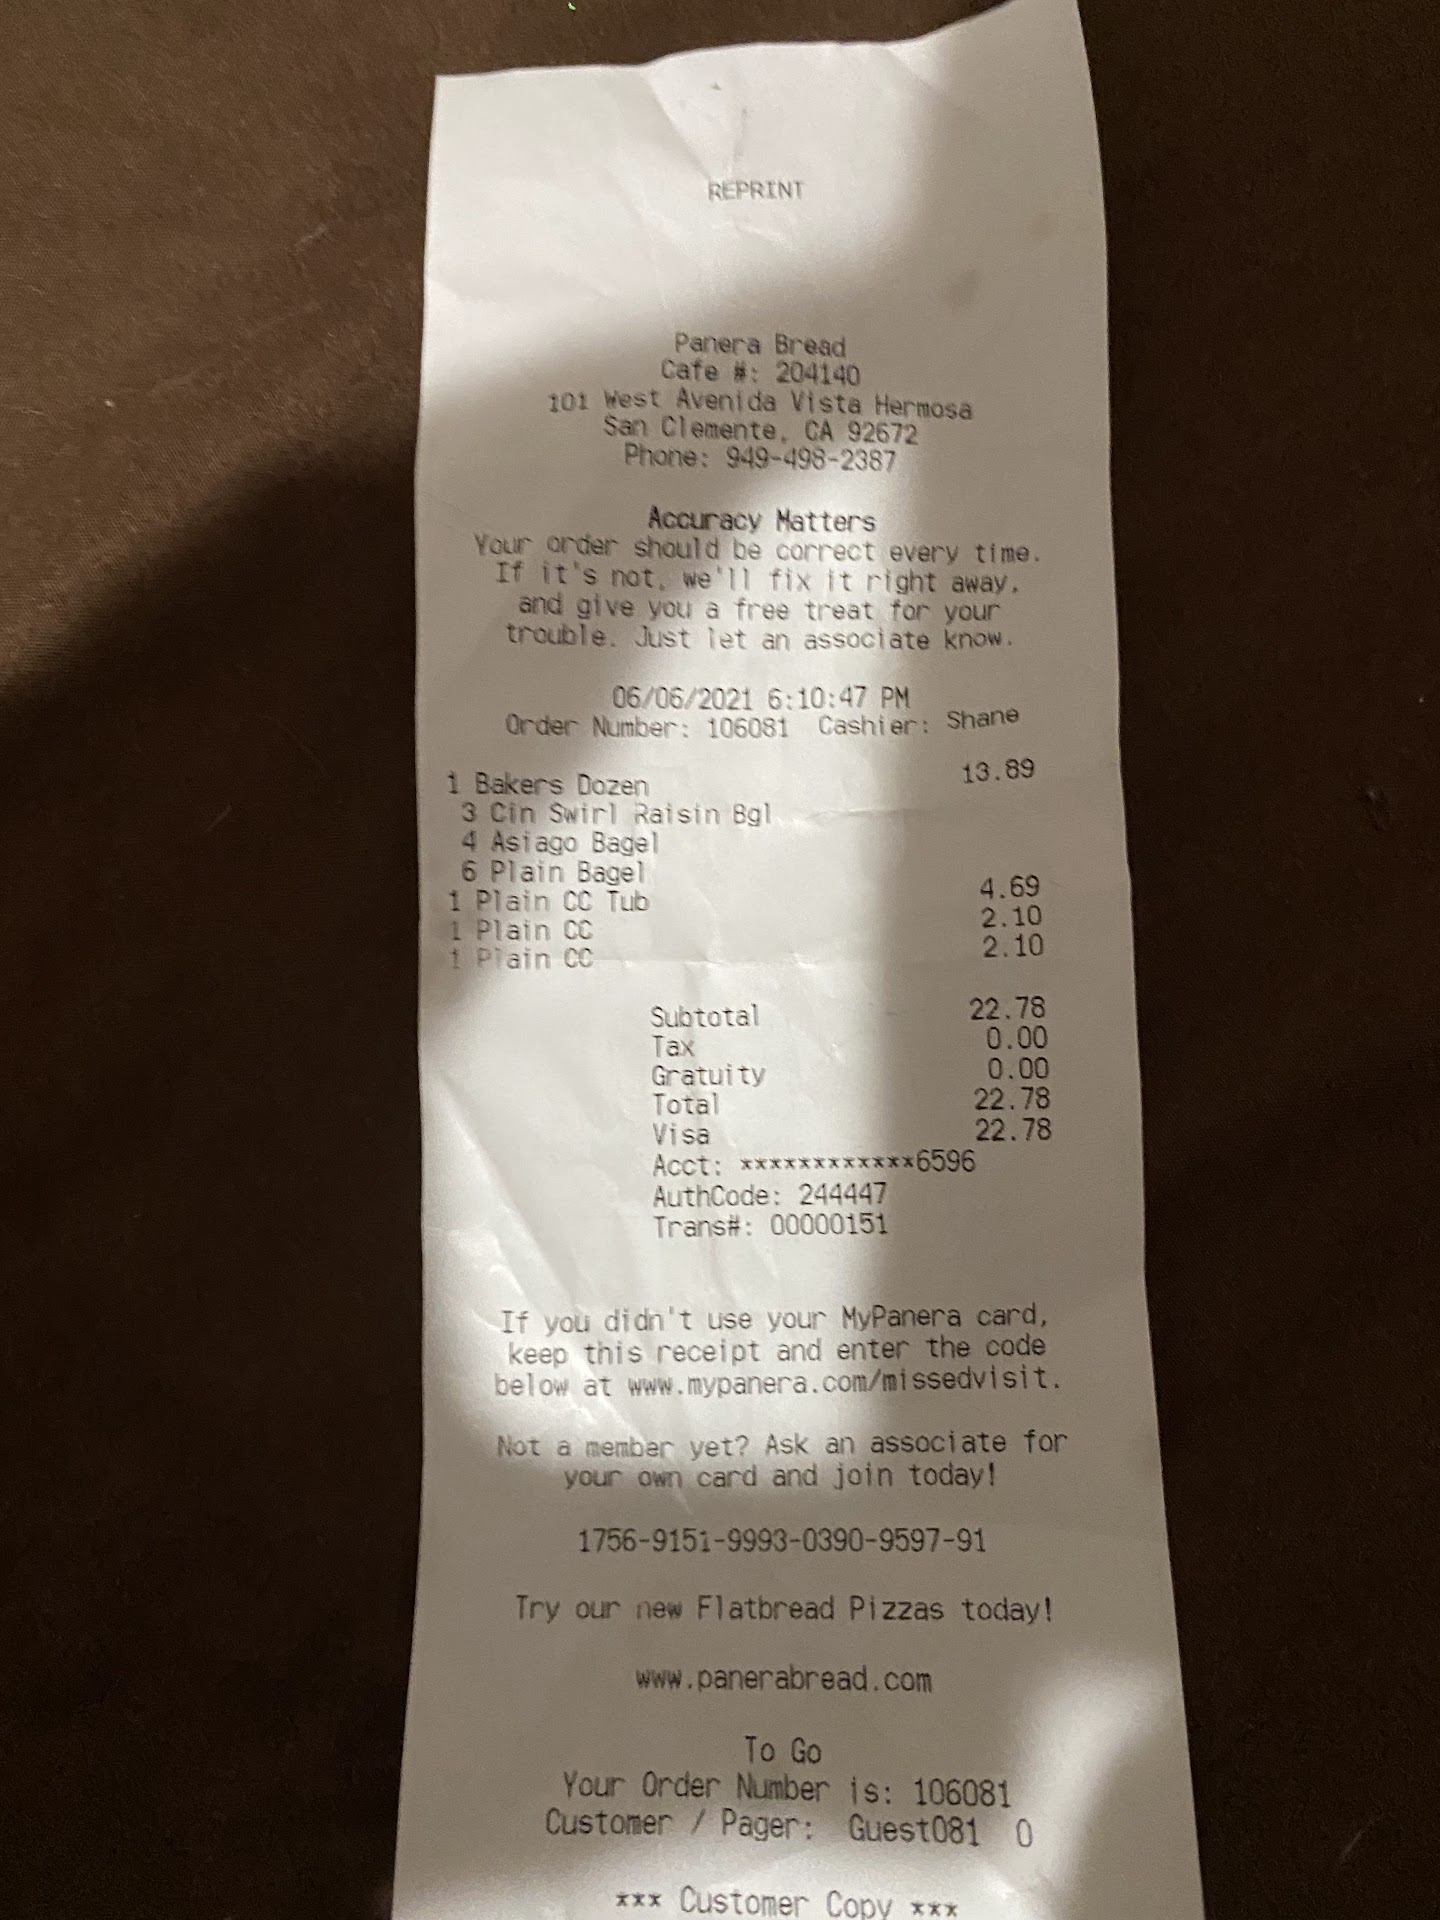 REPRINT
Panera Bread
Cafe #: 204140
101 West Avenida Vista Hermosa
San Clemente, CA 92672
Phone: 949-498-2387
Accuracy Matters
Your order should be correct every time.
If it's not, we'll fix it right away,
and give you a free treat for your
trouble. Just let an associate know.
06/06/2021 6:10:47 PM
Order Number: 106081 Cashier: Shane
1 Bakers Dozen 13.89
3 Cin Swirl Raisin Bgl
4 Asiago Bagel
6 Plain Bagel
1 Plain CC Tub 4.69
1 Plain CC 2.10
1 Plain CC 2.10
Subtotal 22.78
Tax 0.00
Gratuity 0.00
Total 22.78
Visa 22.78
Acct: ************6596
AuthCode: 244447
Trans#: 00000151
If you didn't use your MyPanera card,
keep this receipt and enter the code
below at www.mypanera.com/missedvisit.
Not a member yet? Ask an associate for
your own card and join today!
1756-9151-9993-0390-9597-91
Try our new Flatbread Pizzas today!
www.panerabread.com
To Go
Your Order Number is: 106081
Customer / Pager: Guest081 0
*** Customer Copy ***